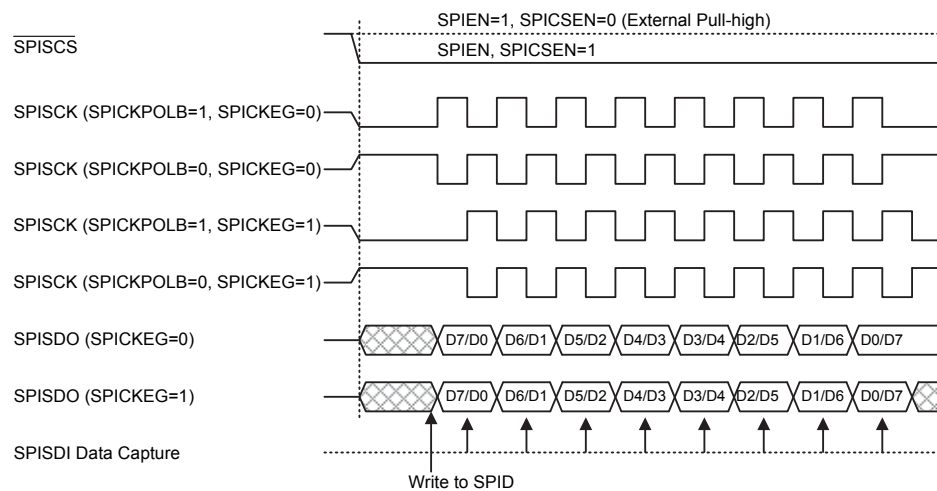 SPIEN=1, SPICSEN=0 (External Pull-high)
SPISCS
SPIEN, SPICSEN=1
SPISCK (SPICKPOLB=1, SPICKEG=0)
SPISCK (SPICKPOLB=0, SPICKEG=0)
SPISCK (SPICKPOLB=1, SPICKEG=1)
SPISCK (SPICKPOLB=0, SPICKEG=1)
SPISDO (SPICKEG=0) D7/D0 D6/D1 D5/D2 D4/D3 D3/D4 D2/D5 D1/D6 D0/D7
SPISDO (SPICKEG=1) D7/D0 D6/D1 D5/D2 D4/D3 D3/D4 D2/D5 D1/D6 D0/D7
SPISDI Data Capture
Write to SPID